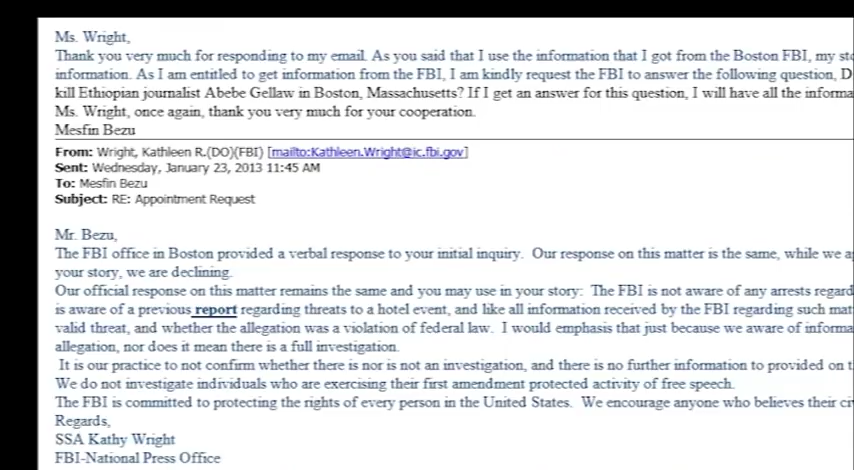 Ms. Wright,
Thank you very much for responding to my email. As you said that I use the information that I got from the Boston FBI, my
information. As I am entitled to get information from the FBI, I am kindly request the FBI to answer the following question,
kill Ethiopian journalist Abebe Gellaw in Boston, Massachusetts? If I get an answer for this question, I will have all the
Ms. Wright, once again, thank you very much for your cooperation.
Mesfin Bezu
From: Wright, Kathleen R.(DO)(FBI) [mailto:Kathleen.Wright@ic.fbi.gov]
Sent: Wednesday, January 23, 2013 11:45 AM
To: Mesfin Bezu
Subject: RE: Appointment Request
Mr. Bezu,
The FBI office in Boston provided a verbal response to your initial inquiry. Our response on this matter is the same, while we
your story, we are declining.
Our official response on this matter remains the same and you may use in your story: The FBI is not aware of any arrests
is aware of a previous report regarding threats to a hotel event, and like all information received by the FBI regarding such
valid threat, and whether the allegation was a violation of federal law. I would emphasis that just because we aware of
allegation, nor does it mean there is a full investigation.
It is our practice to not confirm whether there is nor is not an investigation, and there is no further information to provided on
We do not investigate individuals who are exercising their first amendment protected activity of free speech.
The FBI is committed to protecting the rights of every person in the United States. We encourage anyone who believes their
Regards,
SSA Kathy Wright
FBI-National Press Office